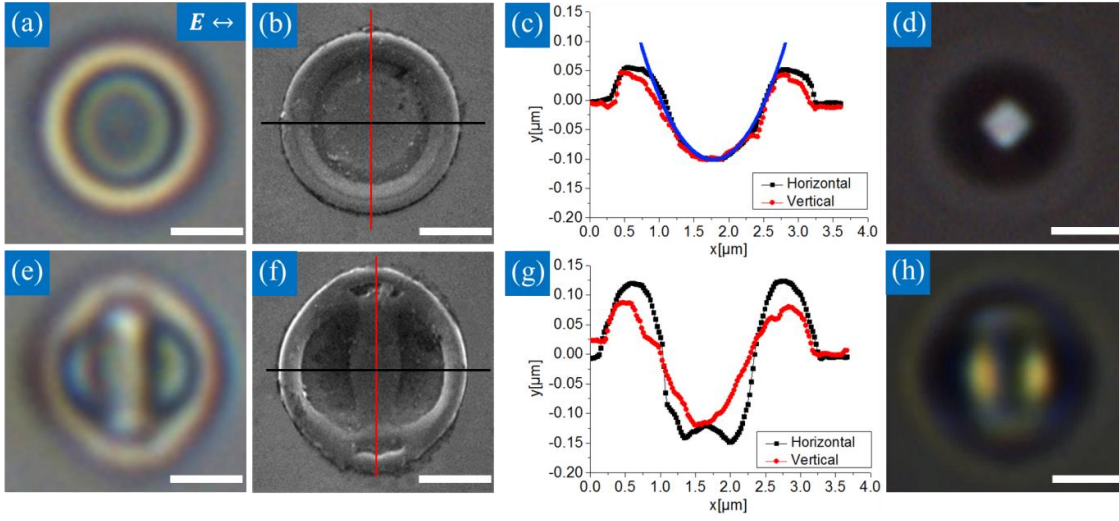 (a)
E ↔
(b)
(c)
y[μm]
0.15
0.10
0.05
0.00
-0.05
-0.10
-0.15
-0.20
0.0 0.5 1.0 1.5 2.0 2.5 3.0 3.5 4.0
x[μm]
Horizontal
Vertical
(d)
(e)
(f)
(g)
y[μm]
0.15
0.10
0.05
0.00
-0.05
-0.10
-0.15
-0.20
0.0 0.5 1.0 1.5 2.0 2.5 3.0 3.5 4.0
x[μm]
Horizontal
Vertical
(h)